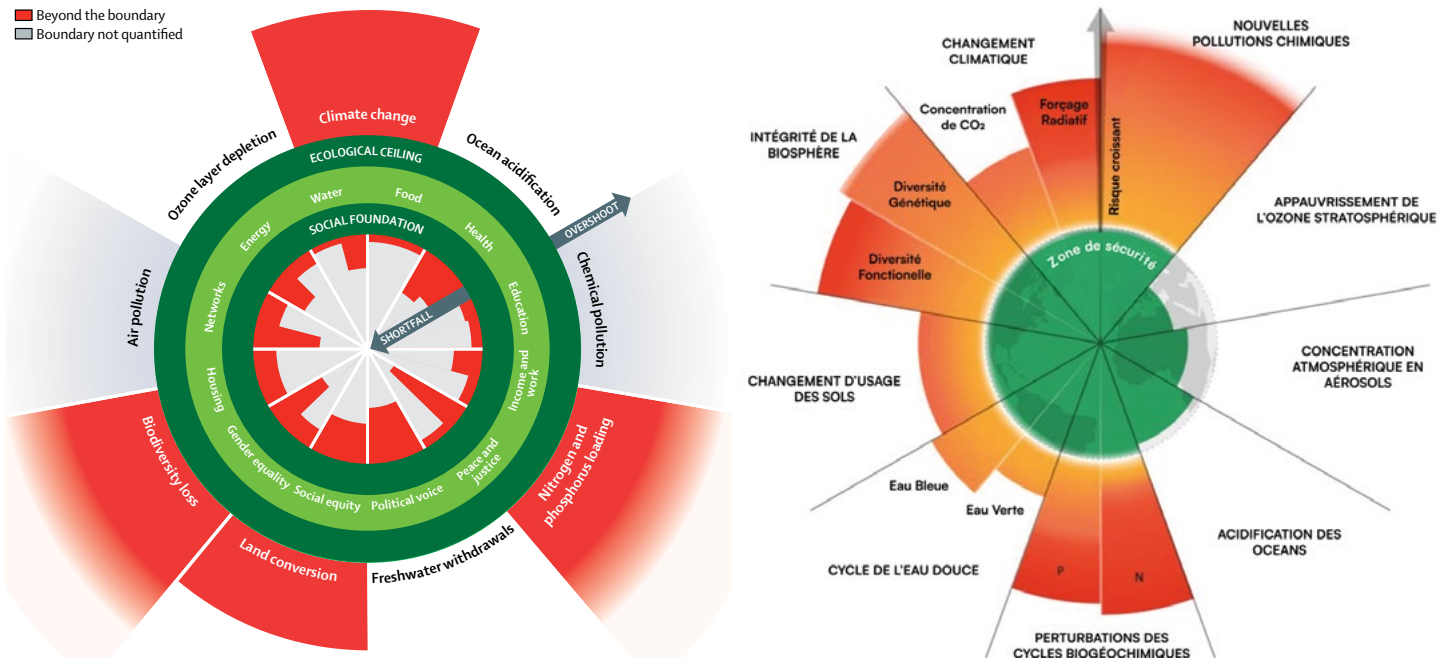 Beyond the boundary
Boundary not quantified
Climate change
ECOLOGICAL CEILING
Ozone layer depletion
Ocean acidification
OVERSHOOT
Water
Food
Energy
Health
SOCIAL FOUNDATION
Air pollution
Chemical pollution
Networks
Education
SHORTFALL
Housing
Income and
work
Gender equality
Social equity
Political voice
Peace and
justice
Biodiversity loss
Nitrogen and
phosphorus loading
Land conversion
Freshwater withdrawals
NOUVELLES
POLLUTIONS CHIMIQUES
CHANGEMENT
CLIMATIQUE
Concentration
de CO₂
Forçage
Radiatif
Risque croissant
INTÉGRITÉ DE LA
BIOSPHÈRE
Diversité
Génétique
Diversité
Fonctionelle
Zone de sécurité
APPAUVRISSEMENT DE
L'OZONE STRATOSPHÉRIQUE
CHANGEMENT D'USAGE
DES SOLS
CONCENTRATION
ATMOSPHÉRIQUE EN
AÉROSOLS
Eau Bleue
Eau Verte
CYCLE DE L'EAU DOUCE
P
N
ACIDIFICATION DES
OCEANS
PERTURBATIONS DES
CYCLES BIOGÉOCHIMIQUES